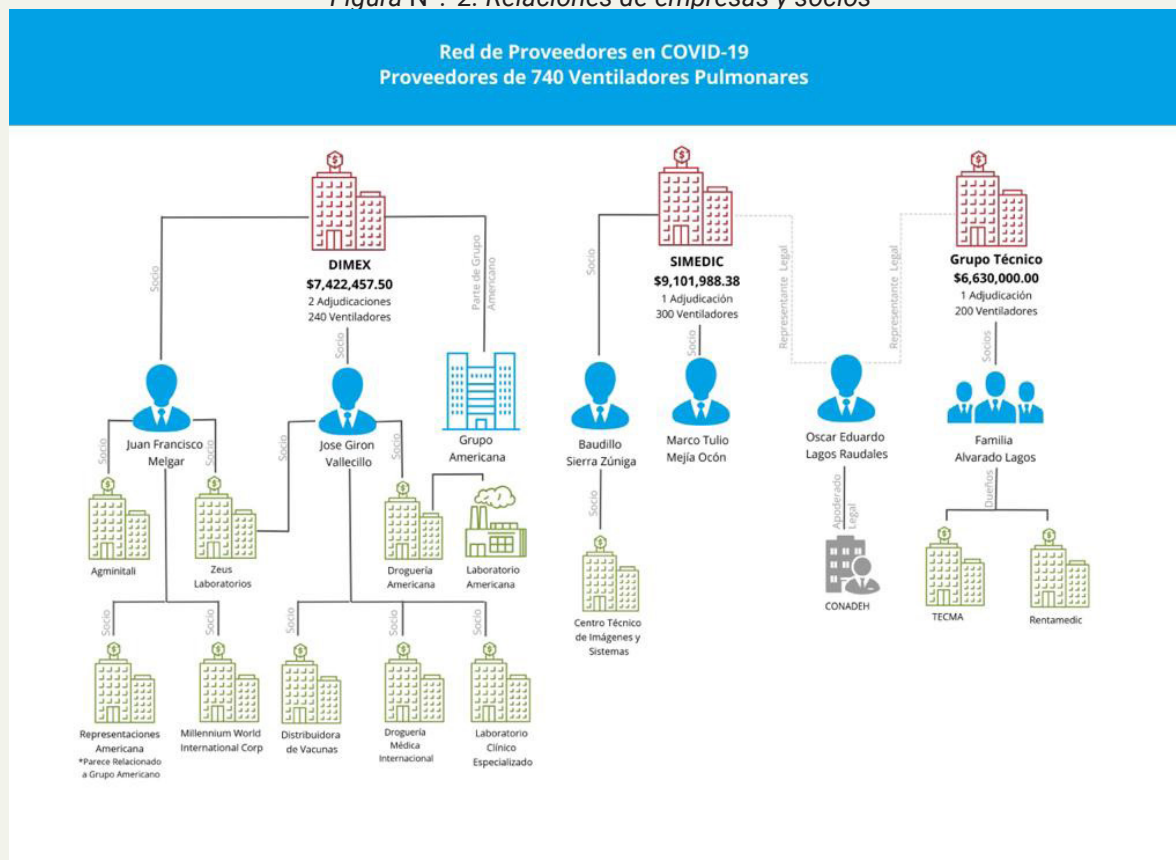 Figura N°. 2. Relaciones de empresas y socios
Red de Proveedores en COVID-19
Proveedores de 740 Ventiladores Pulmonares
DIMEX
$7,422,457.50
2 Adjudicaciones
240 Ventiladores
SIMEDIC
$9,101,988.38
1 Adjudicación
300 Ventiladores
Grupo Técnico
$6,630,000.00
1 Adjudicación
200 Ventiladores
Socio
Socio
Parte de Grupo
Americano
Socio
Socio
Representante Legal
Representante Legal
Socios
Juan Francisco
Melgar
Jose Giron
Vallecillo
Grupo
Americana
Baudillo
Sierra Zúniga
Marco Tulio
Mejía Ocón
Oscar Eduardo
Lagos Raudales
Familia
Alvarado Lagos
Socio
Socio
Socio
Socio
Socio
Apoderado
Legal
Dueños
Agminitali
Zeus
Laboratorios
Droguería
Americana
Laboratorio
Americana
Centro Técnico
de Imágenes y
Sistemas
CONADEH
TECMA
Rentamedic
Socio
Socio
Socio
Socio
Socio
Representaciones
Americana
*Parece Relacionado
a Grupo Americano
Millennium World
International Corp
Distribuidora
de Vacunas
Droguería
Médica
Internacional
Laboratorio
Clínico
Especializado